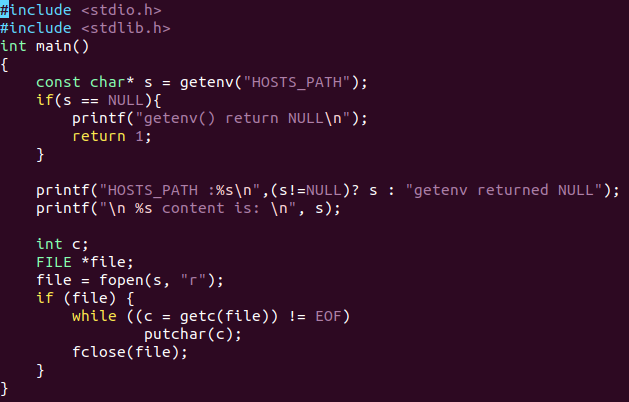 #include <stdio.h>
#include <stdlib.h>
int main()
{
    const char* s = getenv("HOSTS_PATH");
    if(s == NULL){
        printf("getenv() return NULL\n");
        return 1;
    }

    printf("HOSTS_PATH :%s\n",(s!=NULL)? s : "getenv returned NULL");
    printf("\n %s content is: \n", s);

    int c;
    FILE *file;
    file = fopen(s, "r");
    if (file) {
        while ((c = getc(file)) != EOF)
                putchar(c);
        fclose(file);
    }
}